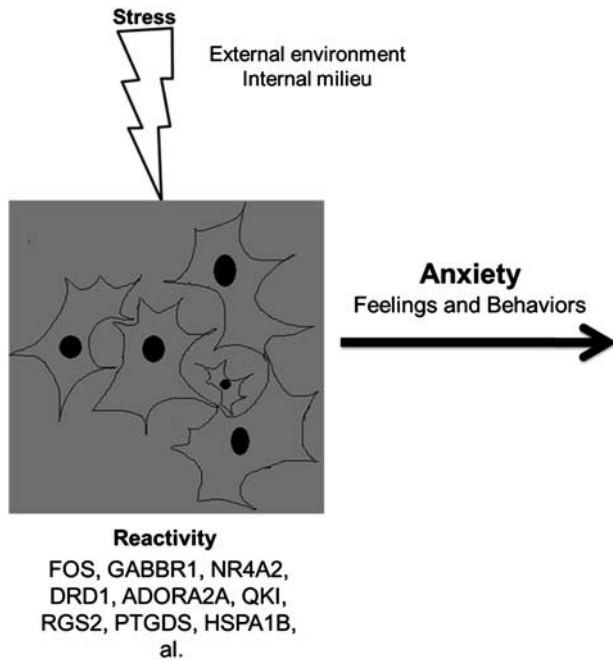 Stress
External environment
Internal milieu
Anxiety
Feelings and Behaviors
Reactivity
FOS, GABBR1, NR4A2,
DRD1, ADORA2A, QKI,
RGS2, PTGDS, HSPA1B,
al.